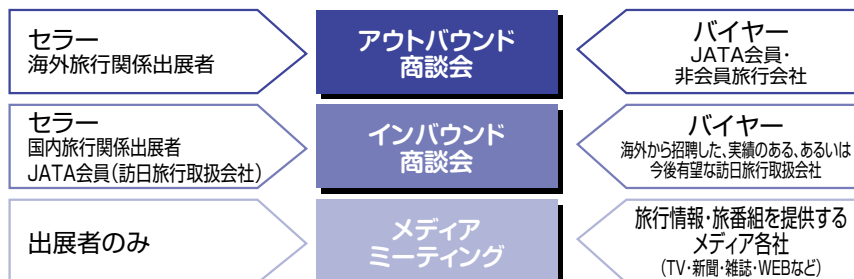 セラー
海外旅行関係出展者
アウトバウンド
商談会
バイヤー
JATA会員・
非会員旅行会社
セラー
国内旅行関係出展者
JATA会員(訪日旅行取扱会社)
インバウンド
商談会
バイヤー
海外から招聘した、実績のある、あるいは
今後有望な訪日旅行取扱会社
出展者のみ
メディア
ミーティング
旅行情報・旅番組を提供する
メディア各社
(TV・新聞・雑誌・WEBなど)